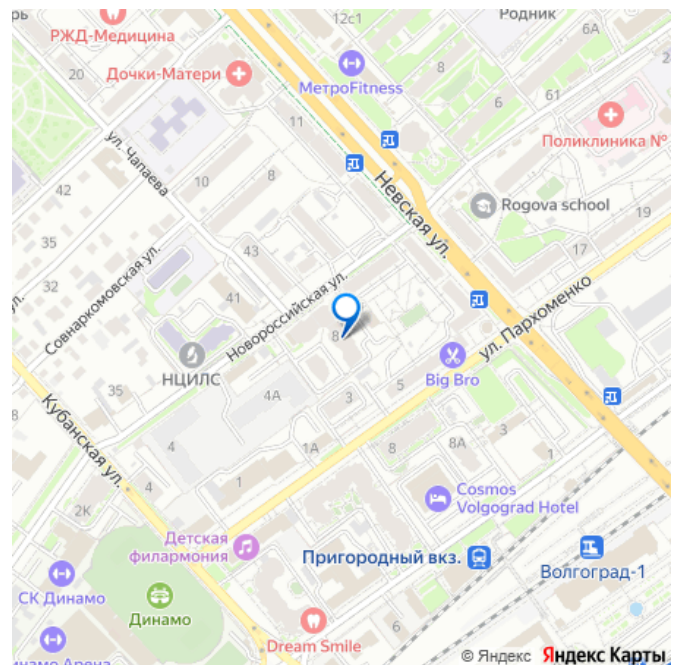 12с1
Родник
РЖД-Медицина
6А
20
Дочки-Матери
8
МетроFitness
6
61
11
Поликлиника №
ул. Чапаева
42
10
8
Невская ул.
Rogova school
19
35
43
17
32
Совнаркомовская ул.
41
Новороссийская ул.
ул. Пархоменко
8
НЦИЛС
Big Bro
35
4А
3
5
Кубанская ул.
4
1А
8
8А
3
1
4
1
2К
Cosmos
Volgograd Hotel
Детская
филармония
Пригородный вкз.
Волгоград-1
СК Динамо
Динамо
6
Dream Smile
© Яндекс Яндекс Карты